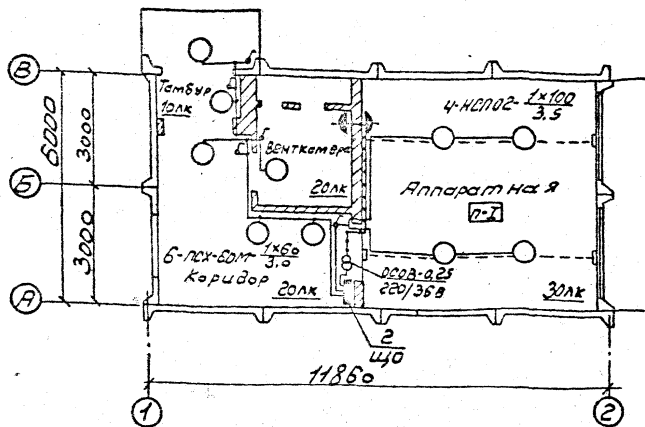 В
Тамбур
10лк
4-НСП02- 1х100
3.5
6000
3000
Венткамера
Б
20лк
Аппаратная
П-I
3000
6-ПСХ-60М- 1х60
3.0
Коридор
ОСОВ-0.25
220/36В
А
20лк
30лк
2
ЩО
11860
1
2